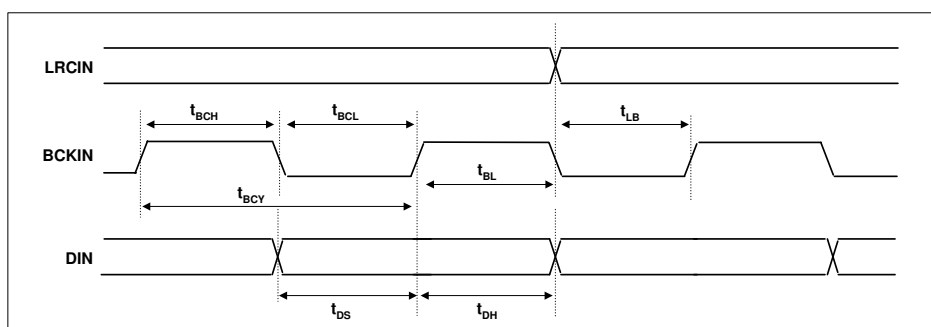 LRCIN
tBCH
tBCL
tLB
BCKIN
tBL
tBCY
DIN
tDS
tDH